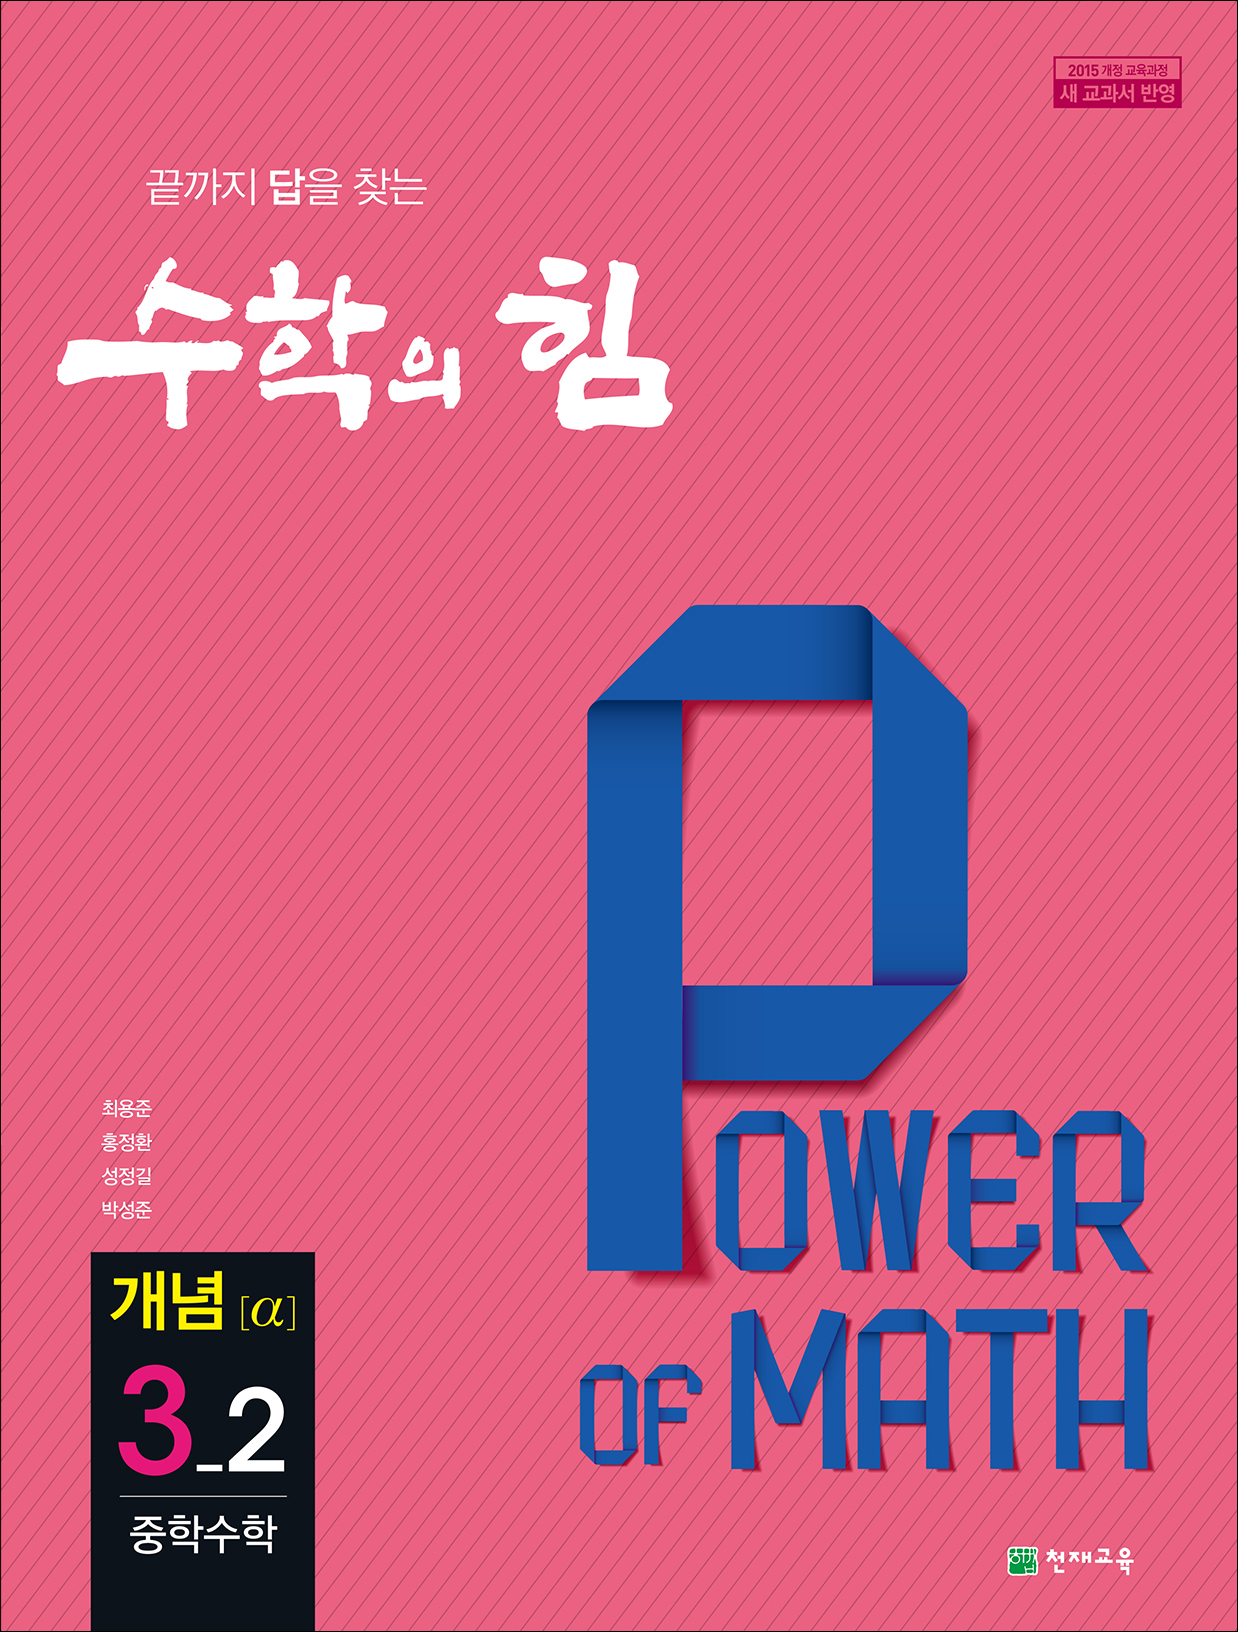 2015 개정 교육과정
새 교과서 반영
끝까지 답을 찾는
수학의 힘
POWER
OF MATH
최용준
홍정환
성정길
박성준
개념 [α]
3_2
중학수학
천재교육